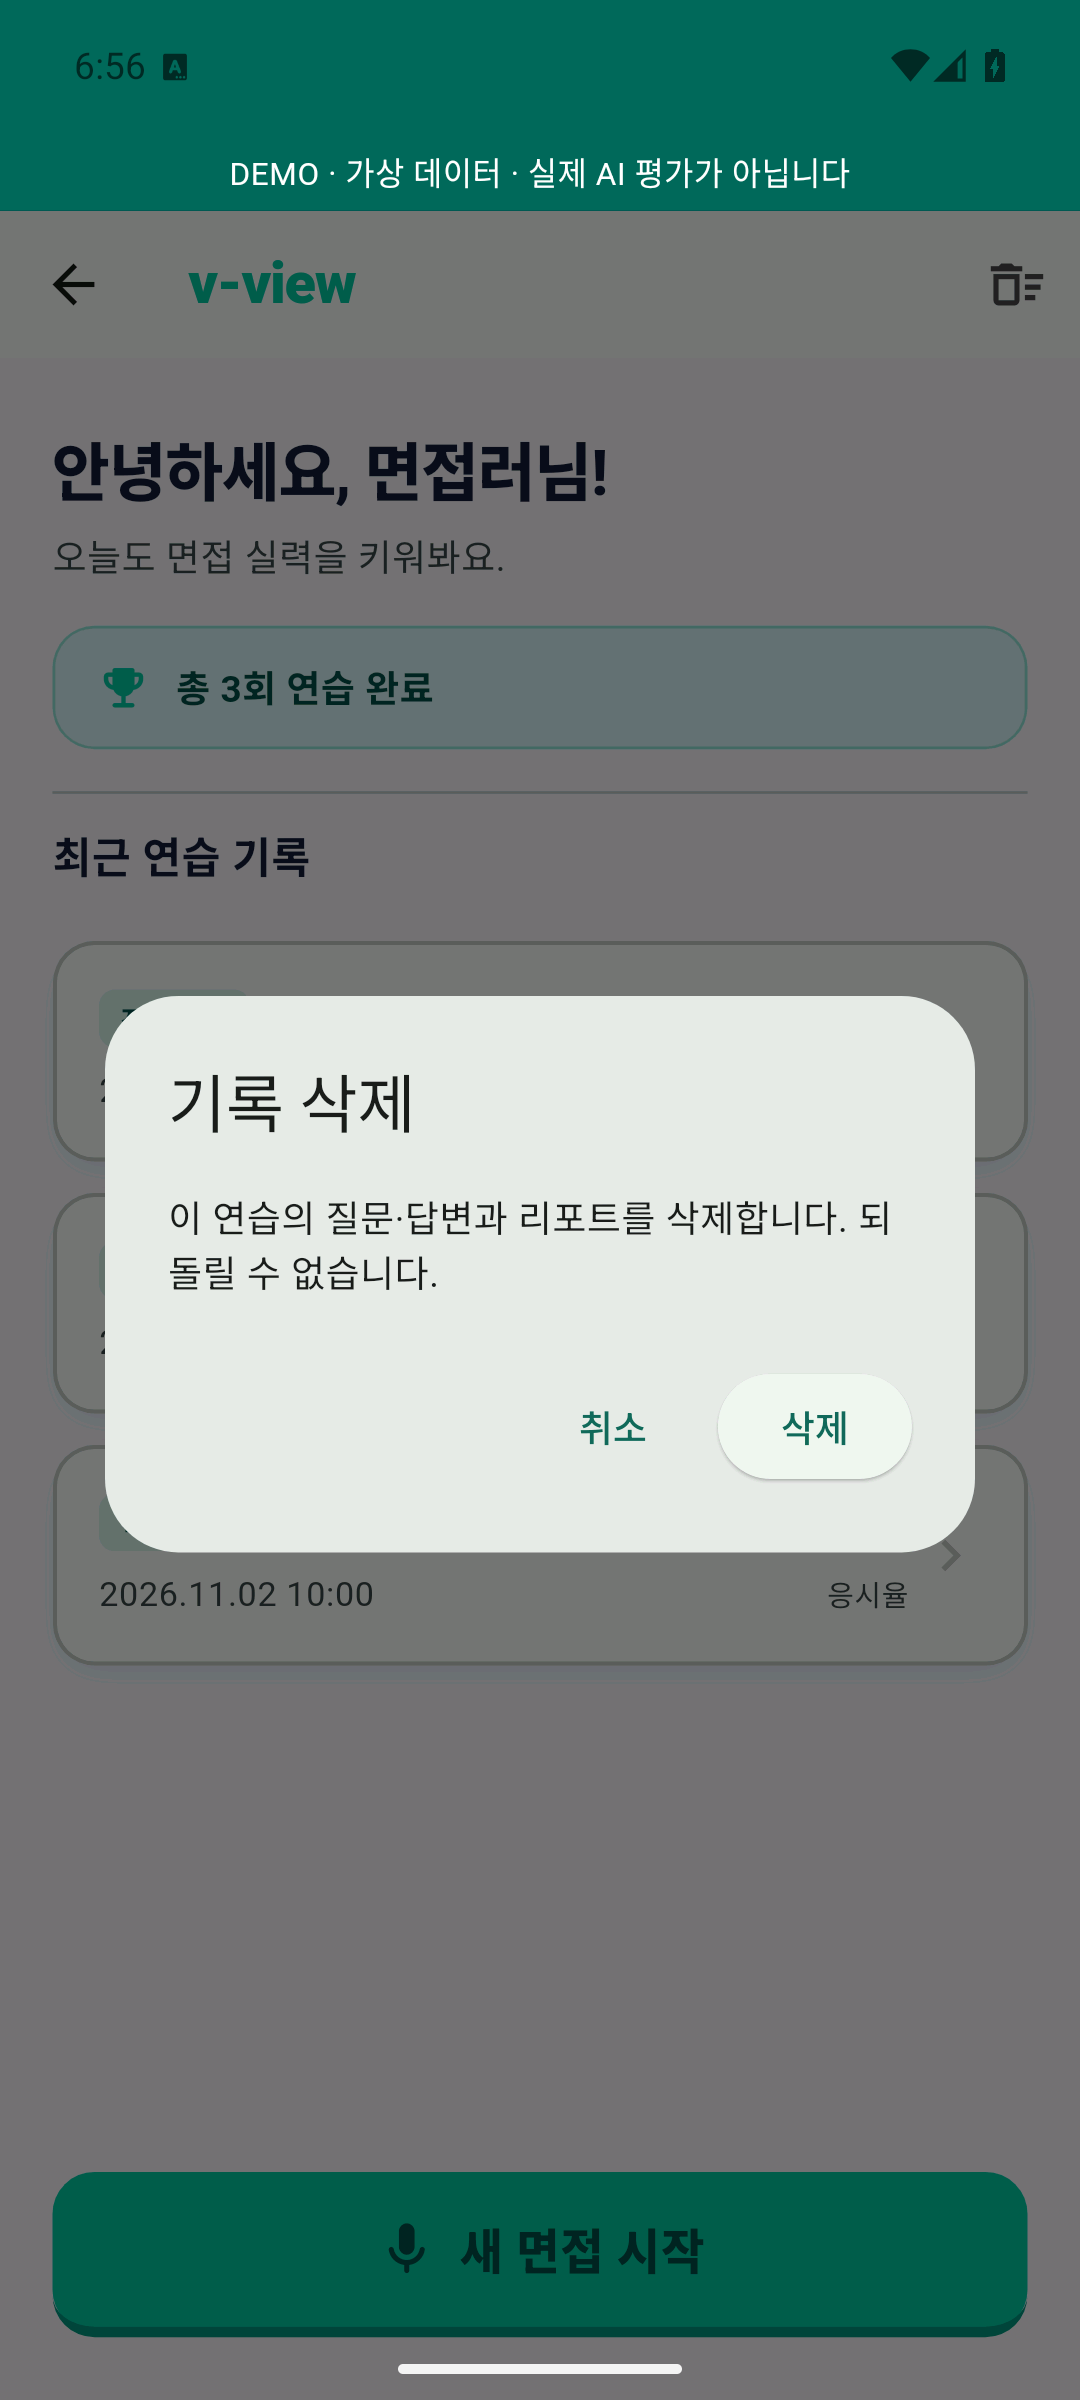 6:56
DEMO · 가상 데이터 · 실제 AI 평가가 아닙니다
v-view
안녕하세요, 면접러님!
오늘도 면접 실력을 키워봐요.
총 3회 연습 완료
최근 연습 기록
기록 삭제
이 연습의 질문·답변과 리포트를 삭제합니다. 되
돌릴 수 없습니다.
취소
삭제
2026.11.02 10:00
응시율
새 면접 시작